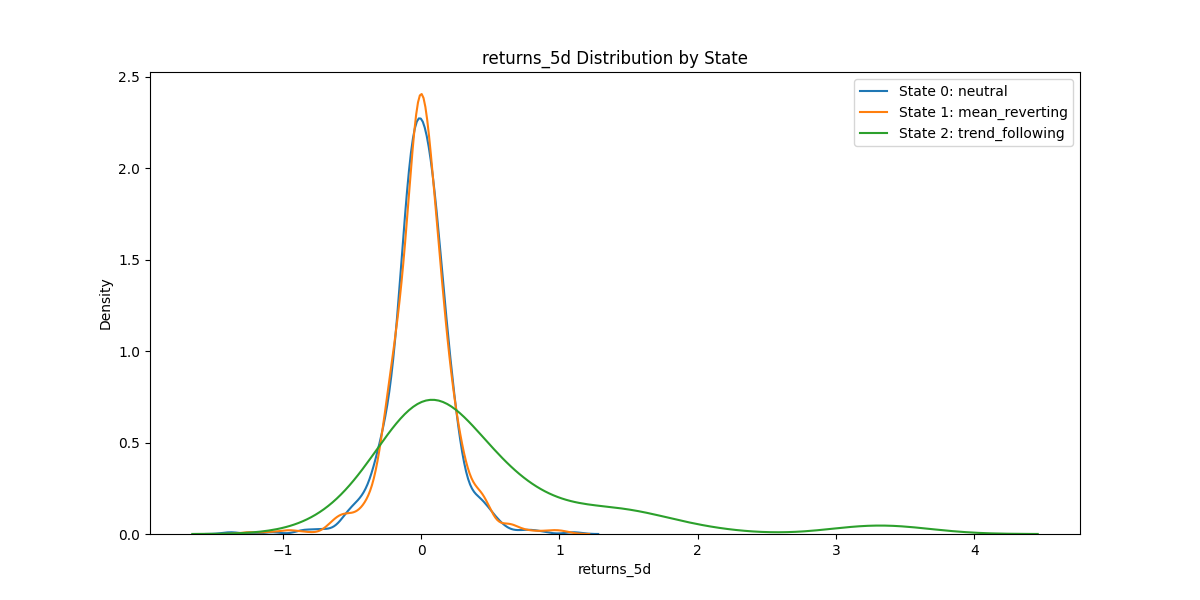 returns_5d Distribution by State
State 0: neutral
State 1: mean_reverting
State 2: trend_following
Density
2.5
2.0
1.5
1.0
0.5
0.0
−1
0
1
2
3
4
returns_5d